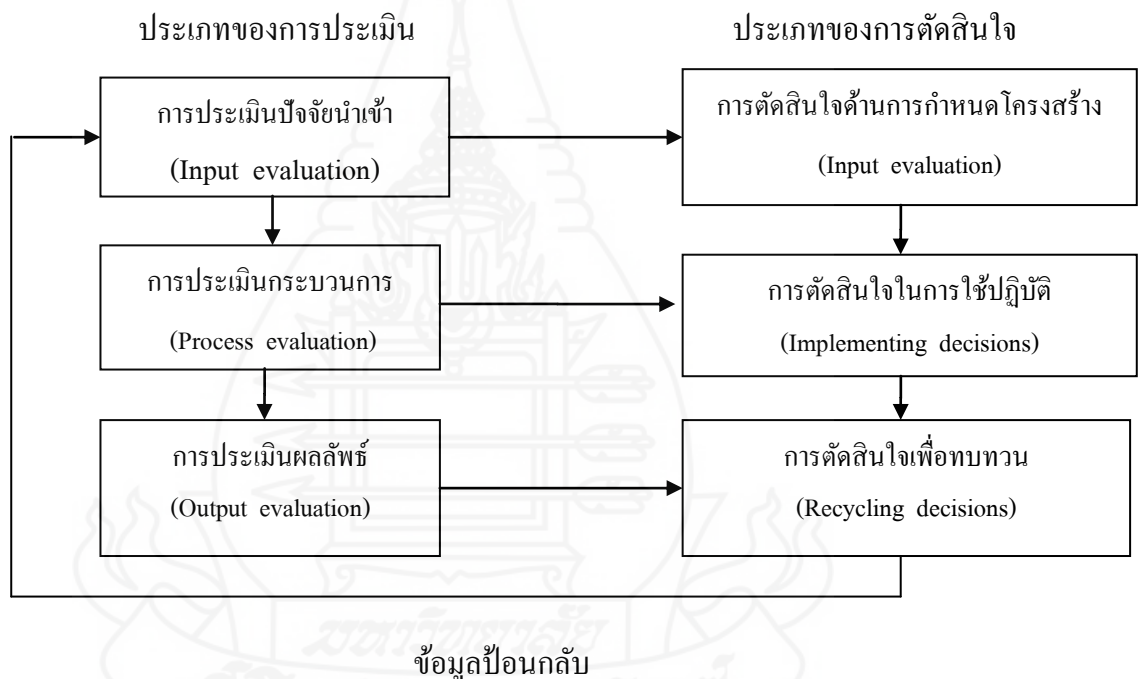 ประเภทของการประเมิน
ประเภทของการตัดสินใจ
การประเมินปัจจัยนำเข้า
(Input evaluation)
การตัดสินใจด้านการกำหนดโครงสร้าง
(Input evaluation)
การประเมินกระบวนการ
(Process evaluation)
การตัดสินใจในการใช้ปฏิบัติ
(Implementing decisions)
การประเมินผลลัพธ์
(Output evaluation)
การตัดสินใจเพื่อทบทวน
(Recycling decisions)
มหาวิทยาลัย
ข้อมูลป้อนกลับ